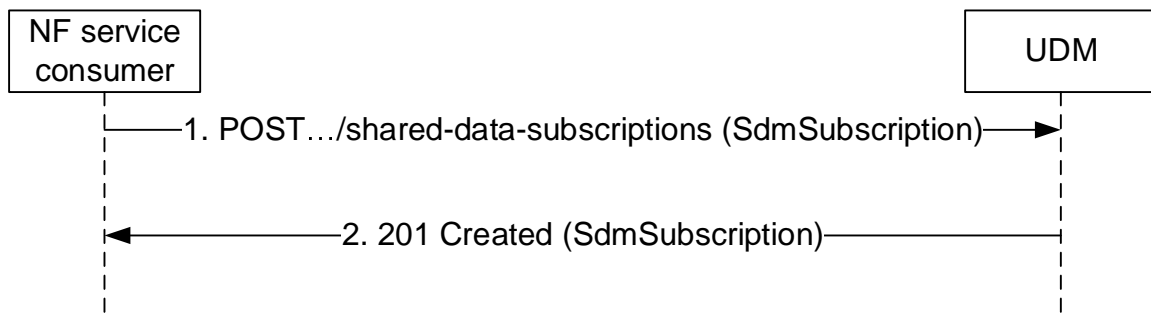 NF service
consumer
UDM
1. POST…/shared-data-subscriptions (SdmSubscription)
2. 201 Created (SdmSubscription)